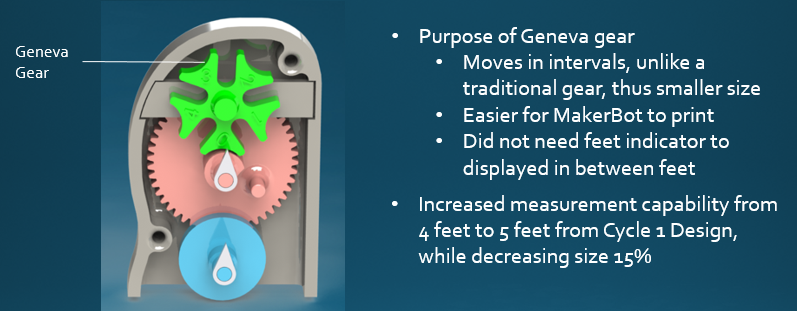 Geneva
Gear
• Purpose of Geneva gear
• Moves in intervals, unlike a
traditional gear, thus smaller size
• Easier for MakerBot to print
• Did not need feet indicator to
displayed in between feet
• Increased measurement capability from
4 feet to 5 feet from Cycle 1 Design,
while decreasing size 15%